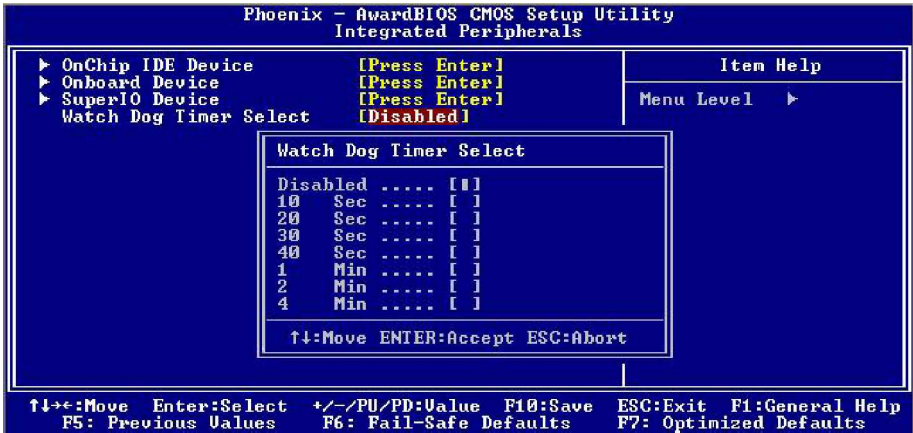 Phoenix - AwardBIOS CMOS Setup Utility
Integrated Peripherals
► OnChip IDE Device [Press Enter]
► Onboard Device [Press Enter]
► SuperIO Device [Press Enter]
Watch Dog Timer Select [Disabled]
Item Help
Menu Level ►
Watch Dog Timer Select
Disabled ..... [▮]
10 Sec ..... [ ]
20 Sec ..... [ ]
30 Sec ..... [ ]
40 Sec ..... [ ]
1 Min ..... [ ]
2 Min ..... [ ]
4 Min ..... [ ]
↑↓:Move ENTER:Accept ESC:Abort
↑↓→←:Move Enter:Select +/-/PU/PD:Value F10:Save ESC:Exit F1:General Help
F5: Previous Values F6: Fail-Safe Defaults F7: Optimized Defaults